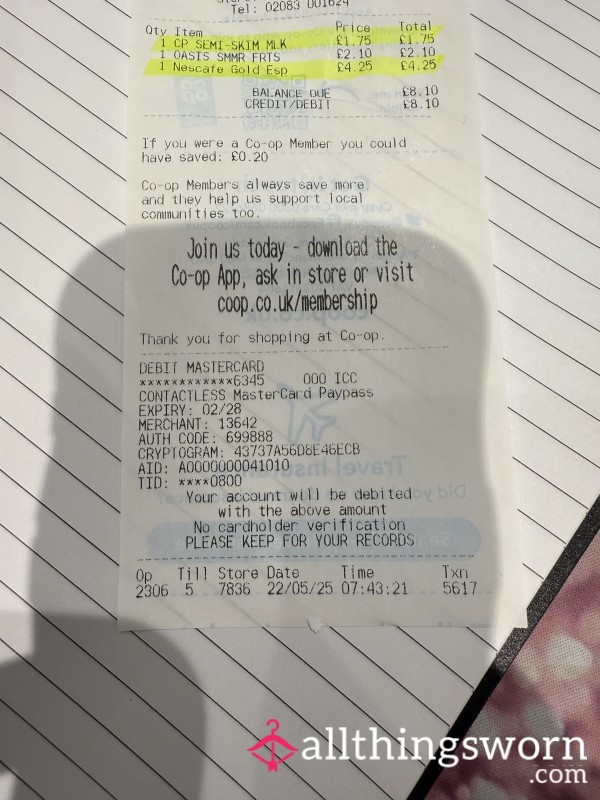 Tel: 02083 001624
Qty Item Price Total
1 CP SEMI-SKIM MLK £1.75 £1.75
1 OASIS SMMR FRTS £2.10 £2.10
1 Nescafe Gold Esp £4.25 £4.25
BALANCE DUE £8.10
CREDIT/DEBIT £8.10
If you were a Co-op Member you could
have saved: £0.20
Co-op Members always save more,
and they help us support local
communities too.
Join us today - download the
Co-op App, ask in store or visit
coop.co.uk/membership
Thank you for shopping at Co-op.
DEBIT MASTERCARD
************6345 000 ICC
CONTACTLESS MasterCard Paypass
EXPIRY: 02/28
MERCHANT: 13642
AUTH CODE: 699888
CRYPTOGRAM: 43737A56D8E46ECB
AID: A0000000041010
TID: ****0800
Your account will be debited
with the above amount
No cardholder verification
PLEASE KEEP FOR YOUR RECORDS
Op Till Store Date Time Txn
2306 5 7836 22/05/25 07:43:21 5617
allthingsworn
.com